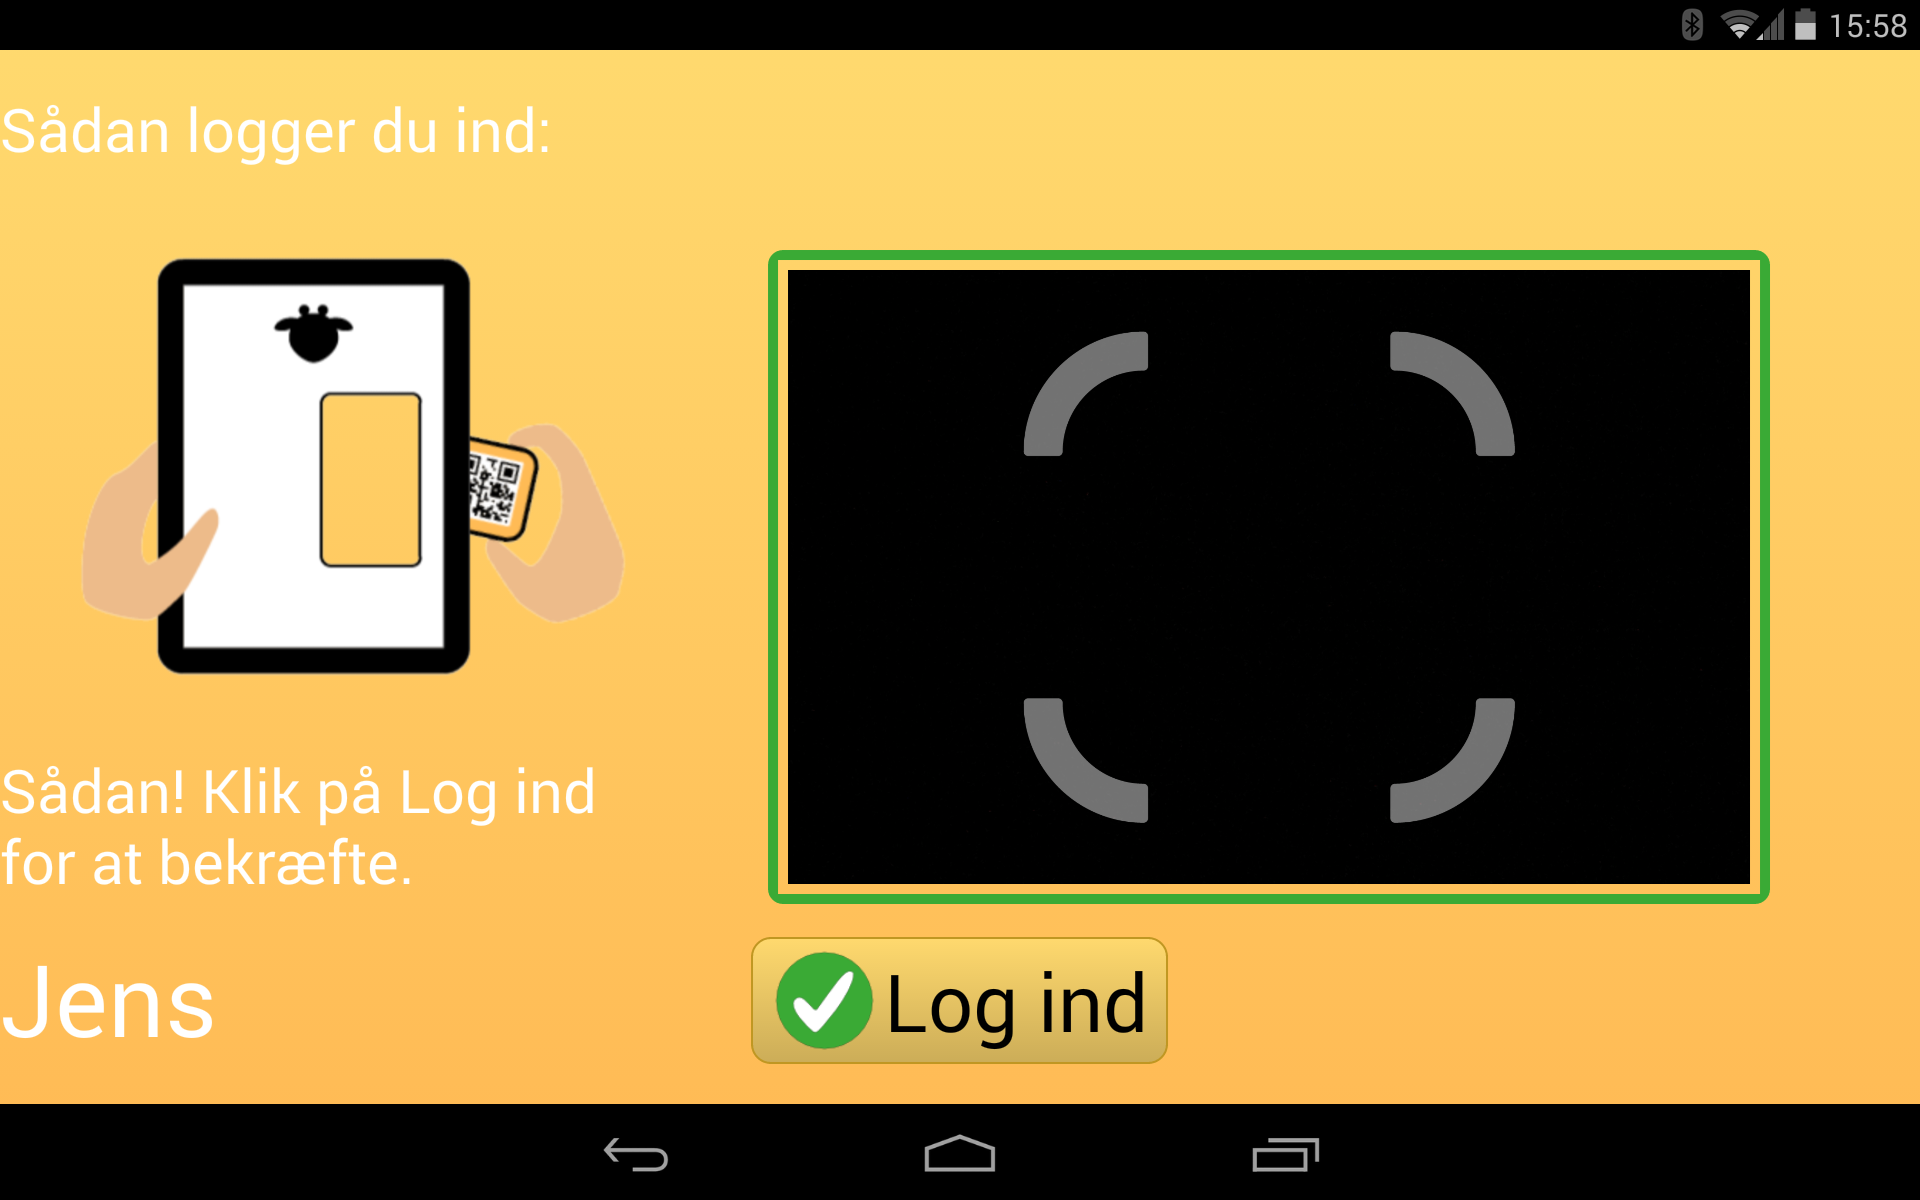 15:58
Sådan logger du ind:
Sådan! Klik på Log ind
for at bekræfte.
Jens
Log ind